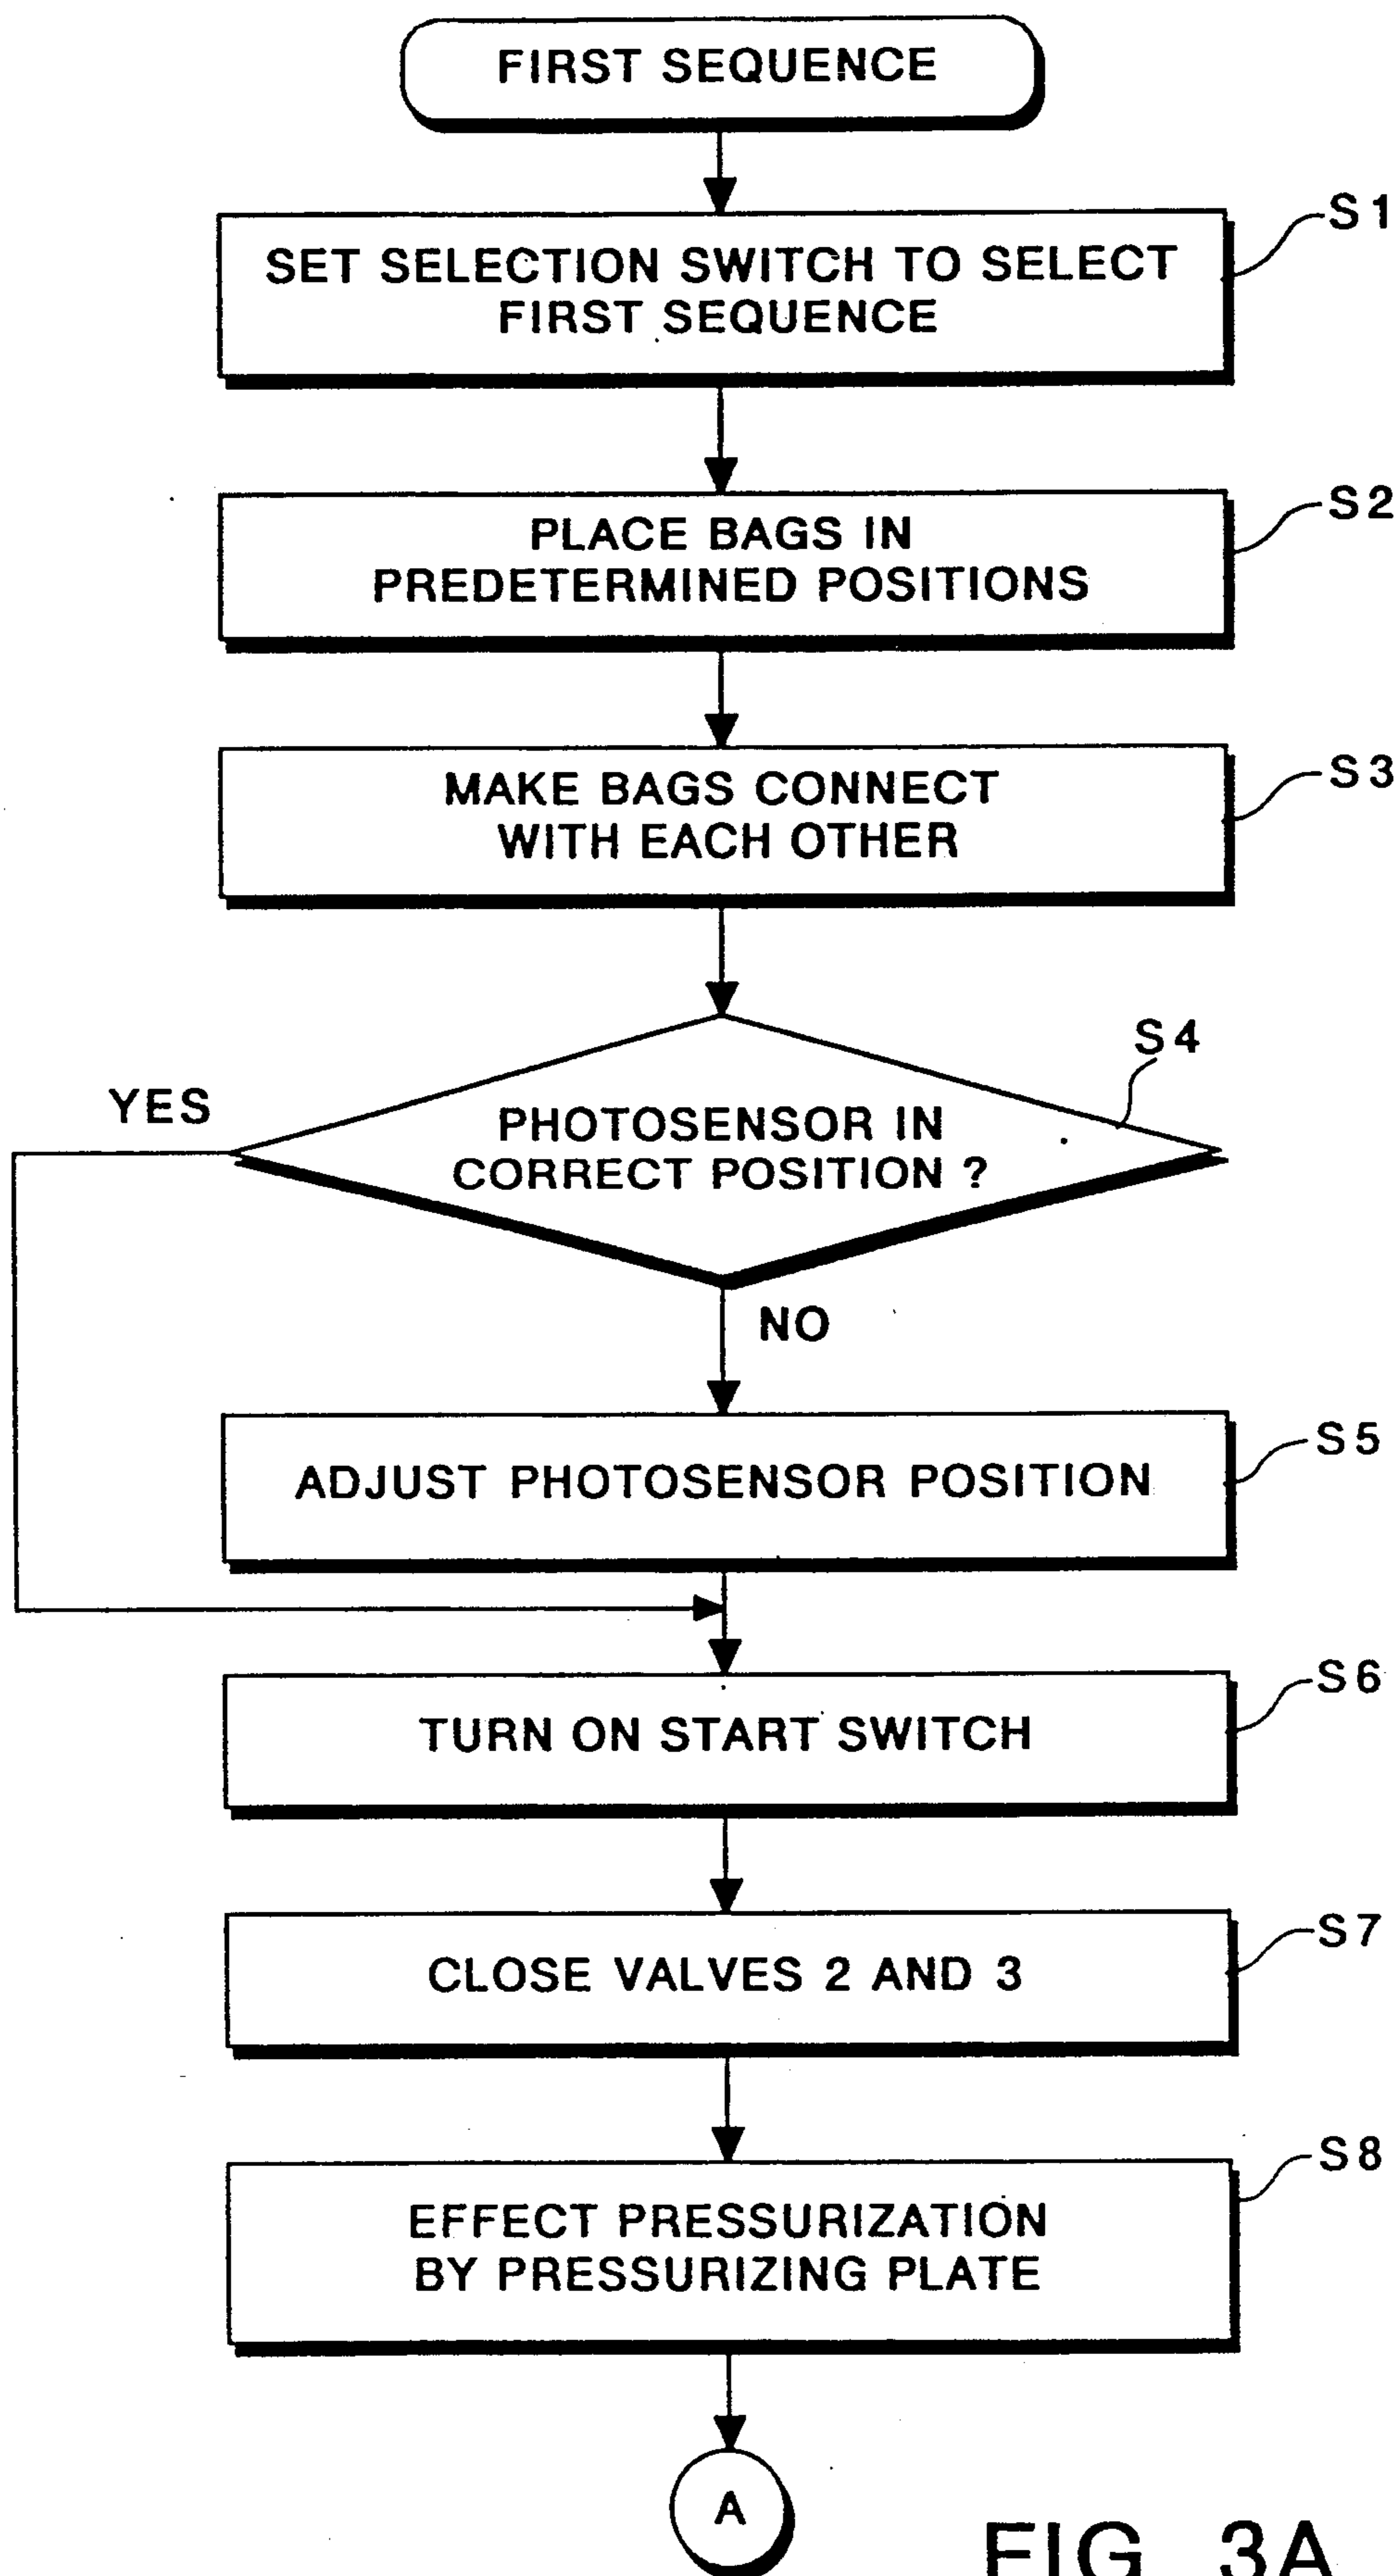 FIRST SEQUENCE
S1
SET SELECTION SWITCH TO SELECT
FIRST SEQUENCE
S2
PLACE BAGS IN
PREDETERMINED POSITIONS
S3
MAKE BAGS CONNECT
WITH EACH OTHER
S4
YES
PHOTOSENSOR IN
CORRECT POSITION ?
NO
S5
ADJUST PHOTOSENSOR POSITION
S6
TURN ON START SWITCH
S7
CLOSE VALVES 2 AND 3
S8
EFFECT PRESSURIZATION
BY PRESSURIZING PLATE
A
FIG. 3A